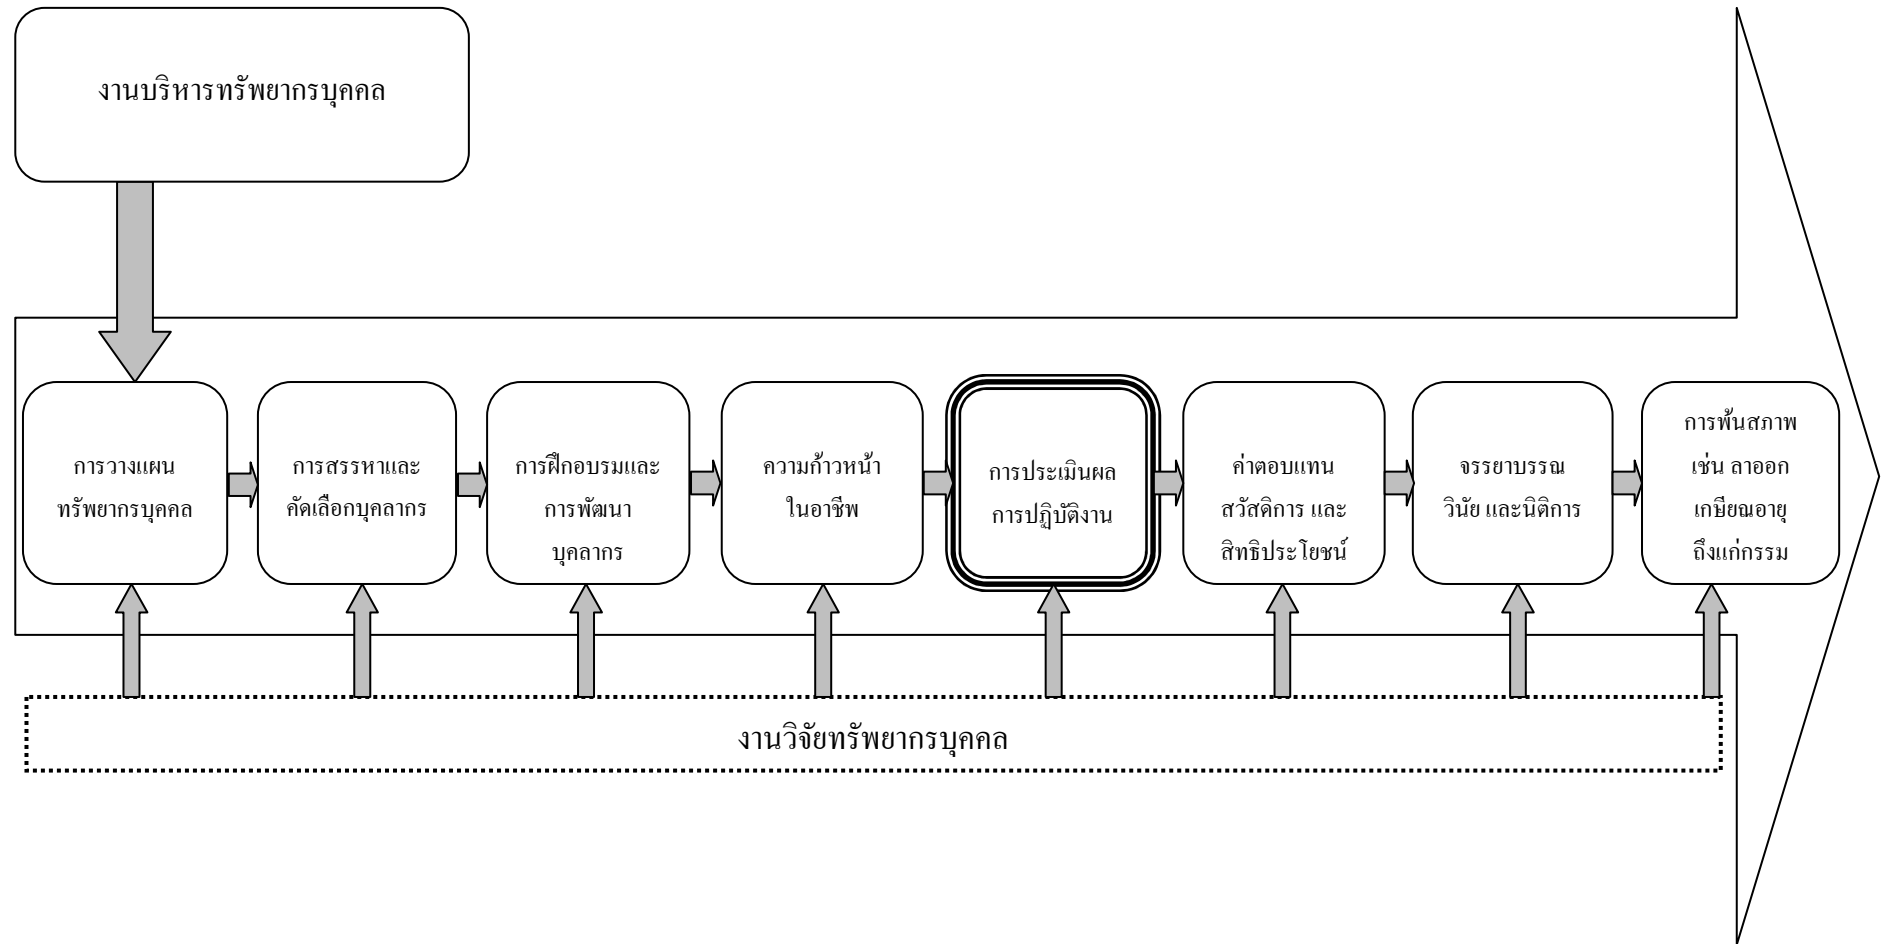 งานบริหารทรัพยากรบุคคล
การวางแผน
ทรัพยากรบุคคล
การสรรหาและ
คัดเลือกบุคลากร
การฝึกอบรมและ
การพัฒนา
บุคลากร
ความก้าวหน้า
ในอาชีพ
การประเมินผล
การปฏิบัติงาน
ค่าตอบแทน
สวัสดิการ และ
สิทธิประโยชน์
จรรยาบรรณ
วินัย และนิติการ
การพ้นสภาพ
เช่น ลาออก
เกษียณอายุ
ถึงแก่กรรม
งานวิจัยทรัพยากรบุคคล